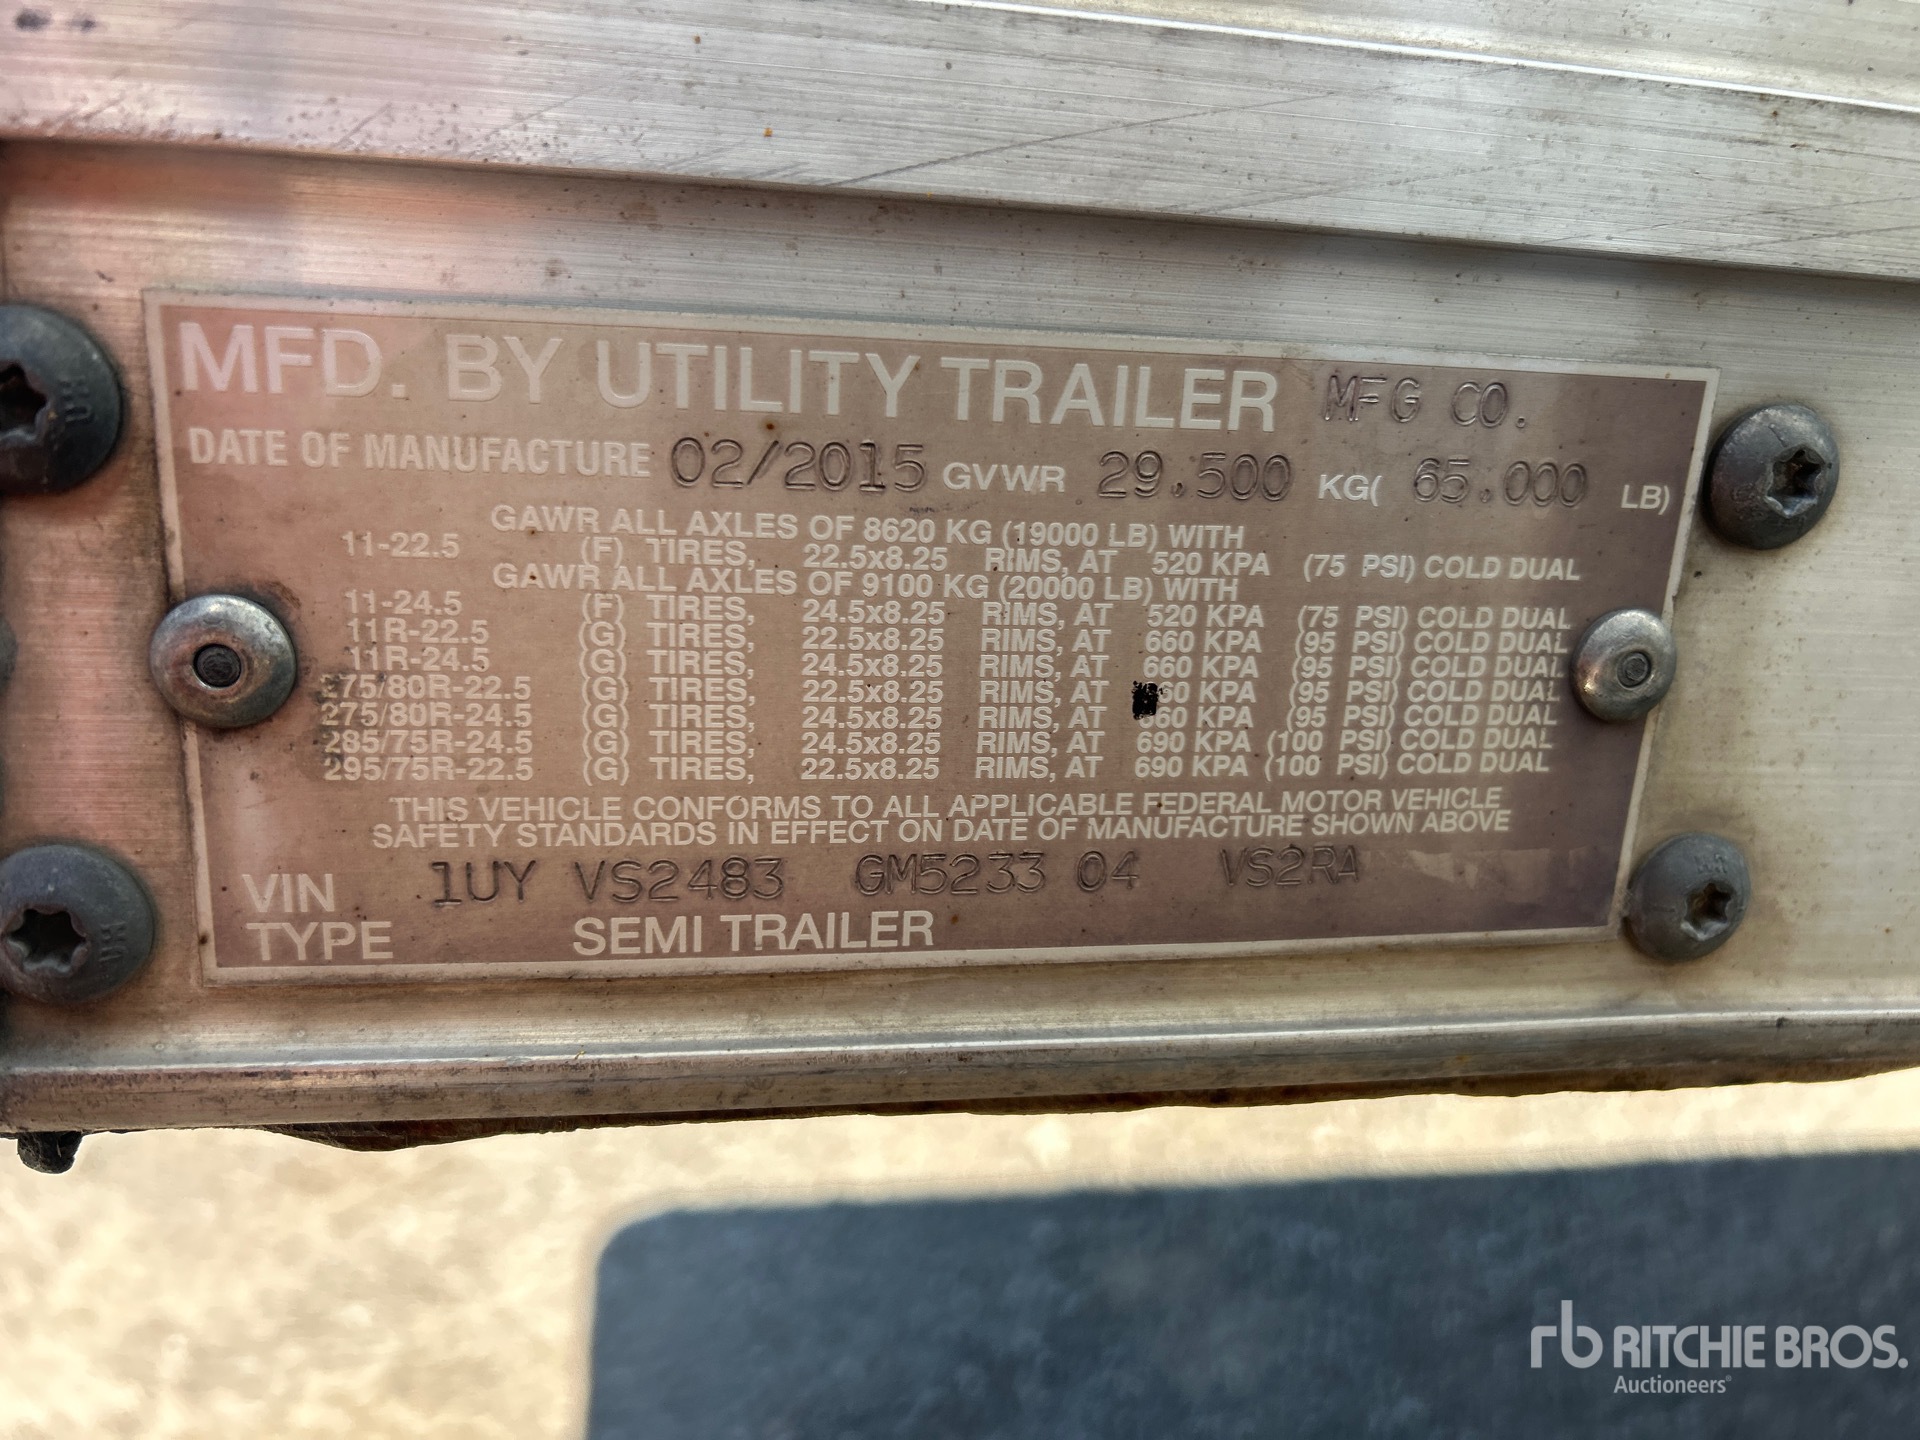 MFD. BY UTILITY TRAILER MFG CO.
DATE OF MANUFACTURE 02/2015 GVWR 29.500 KG( 65.000 LB)
GAWR ALL AXLES OF 8620 KG (19000 LB) WITH
11-22.5 (F) TIRES, 22.5x8.25 RIMS, AT 520 KPA (75 PSI) COLD DUAL
GAWR ALL AXLES OF 9100 KG (20000 LB) WITH
11-24.5 (F) TIRES, 24.5x8.25 RIMS, AT 520 KPA (75 PSI) COLD DUAL
11R-22.5 (G) TIRES, 22.5x8.25 RIMS, AT 660 KPA (95 PSI) COLD DUAL
11R-24.5 (G) TIRES, 24.5x8.25 RIMS, AT 660 KPA (95 PSI) COLD DUAL
275/80R-22.5 (G) TIRES, 22.5x8.25 RIMS, AT 60 KPA (95 PSI) COLD DUAL
275/80R-24.5 (G) TIRES, 24.5x8.25 RIMS, AT 660 KPA (95 PSI) COLD DUAL
285/75R-24.5 (G) TIRES, 24.5x8.25 RIMS, AT 690 KPA (100 PSI) COLD DUAL
295/75R-22.5 (G) TIRES, 22.5x8.25 RIMS, AT 690 KPA (100 PSI) COLD DUAL
THIS VEHICLE CONFORMS TO ALL APPLICABLE FEDERAL MOTOR VEHICLE
SAFETY STANDARDS IN EFFECT ON DATE OF MANUFACTURE SHOWN ABOVE
VIN 1UY VS2483 GM5233 04 VS2RA
TYPE SEMI TRAILER
rb RITCHIE BROS.
Auctioneers